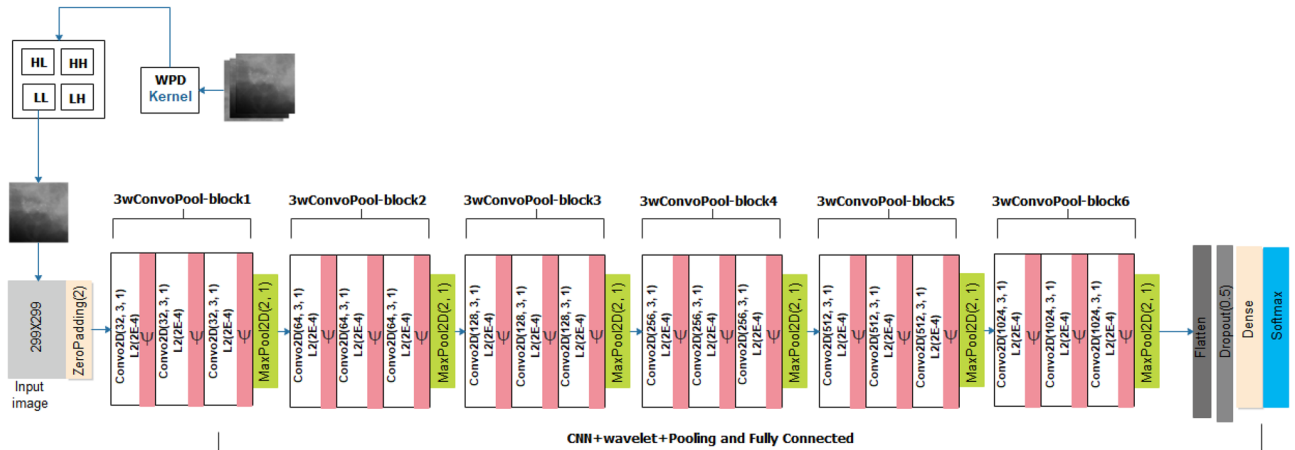 HL HH
LL LH
WPD
Kernel
3wConvoPool-block1
3wConvoPool-block2
3wConvoPool-block3
3wConvoPool-block4
3wConvoPool-block5
3wConvoPool-block6
299X299
Input
image
ZeroPadding(2)
Convo2D(32, 3, 1)
L2(2E-4)
Ψ
Convo2D(32, 3, 1)
L2(2E-4)
Ψ
Convo2D(32, 3, 1)
L2(2E-4)
Ψ
MaxPool2D(2, 1)
Convo2D(64, 3, 1)
L2(2E-4)
Ψ
Convo2D(64, 3, 1)
L2(2E-4)
Ψ
Convo2D(64, 3, 1)
L2(2E-4)
Ψ
MaxPool2D(2, 1)
Convo2D(128, 3, 1)
L2(2E-4)
Ψ
Convo2D(128, 3, 1)
L2(2E-4)
Ψ
Convo2D(128, 3, 1)
L2(2E-4)
Ψ
MaxPool2D(2, 1)
Convo2D(256, 3, 1)
L2(2E-4)
Ψ
Convo2D(256, 3, 1)
L2(2E-4)
Ψ
Convo2D(256, 3, 1)
L2(2E-4)
Ψ
MaxPool2D(2, 1)
Convo2D(512, 3, 1)
L2(2E-4)
Ψ
Convo2D(512, 3, 1)
L2(2E-4)
Ψ
Convo2D(512, 3, 1)
L2(2E-4)
Ψ
MaxPool2D(2, 1)
Convo2D(1024, 3, 1)
L2(2E-4)
Ψ
Convo2D(1024, 3, 1)
L2(2E-4)
Ψ
Convo2D(1024, 3, 1)
L2(2E-4)
Ψ
MaxPool2D(2, 1)
Flatten
Dropout(0.5)
Dense
Softmax
CNN+wavelet+Pooling and Fully Connected